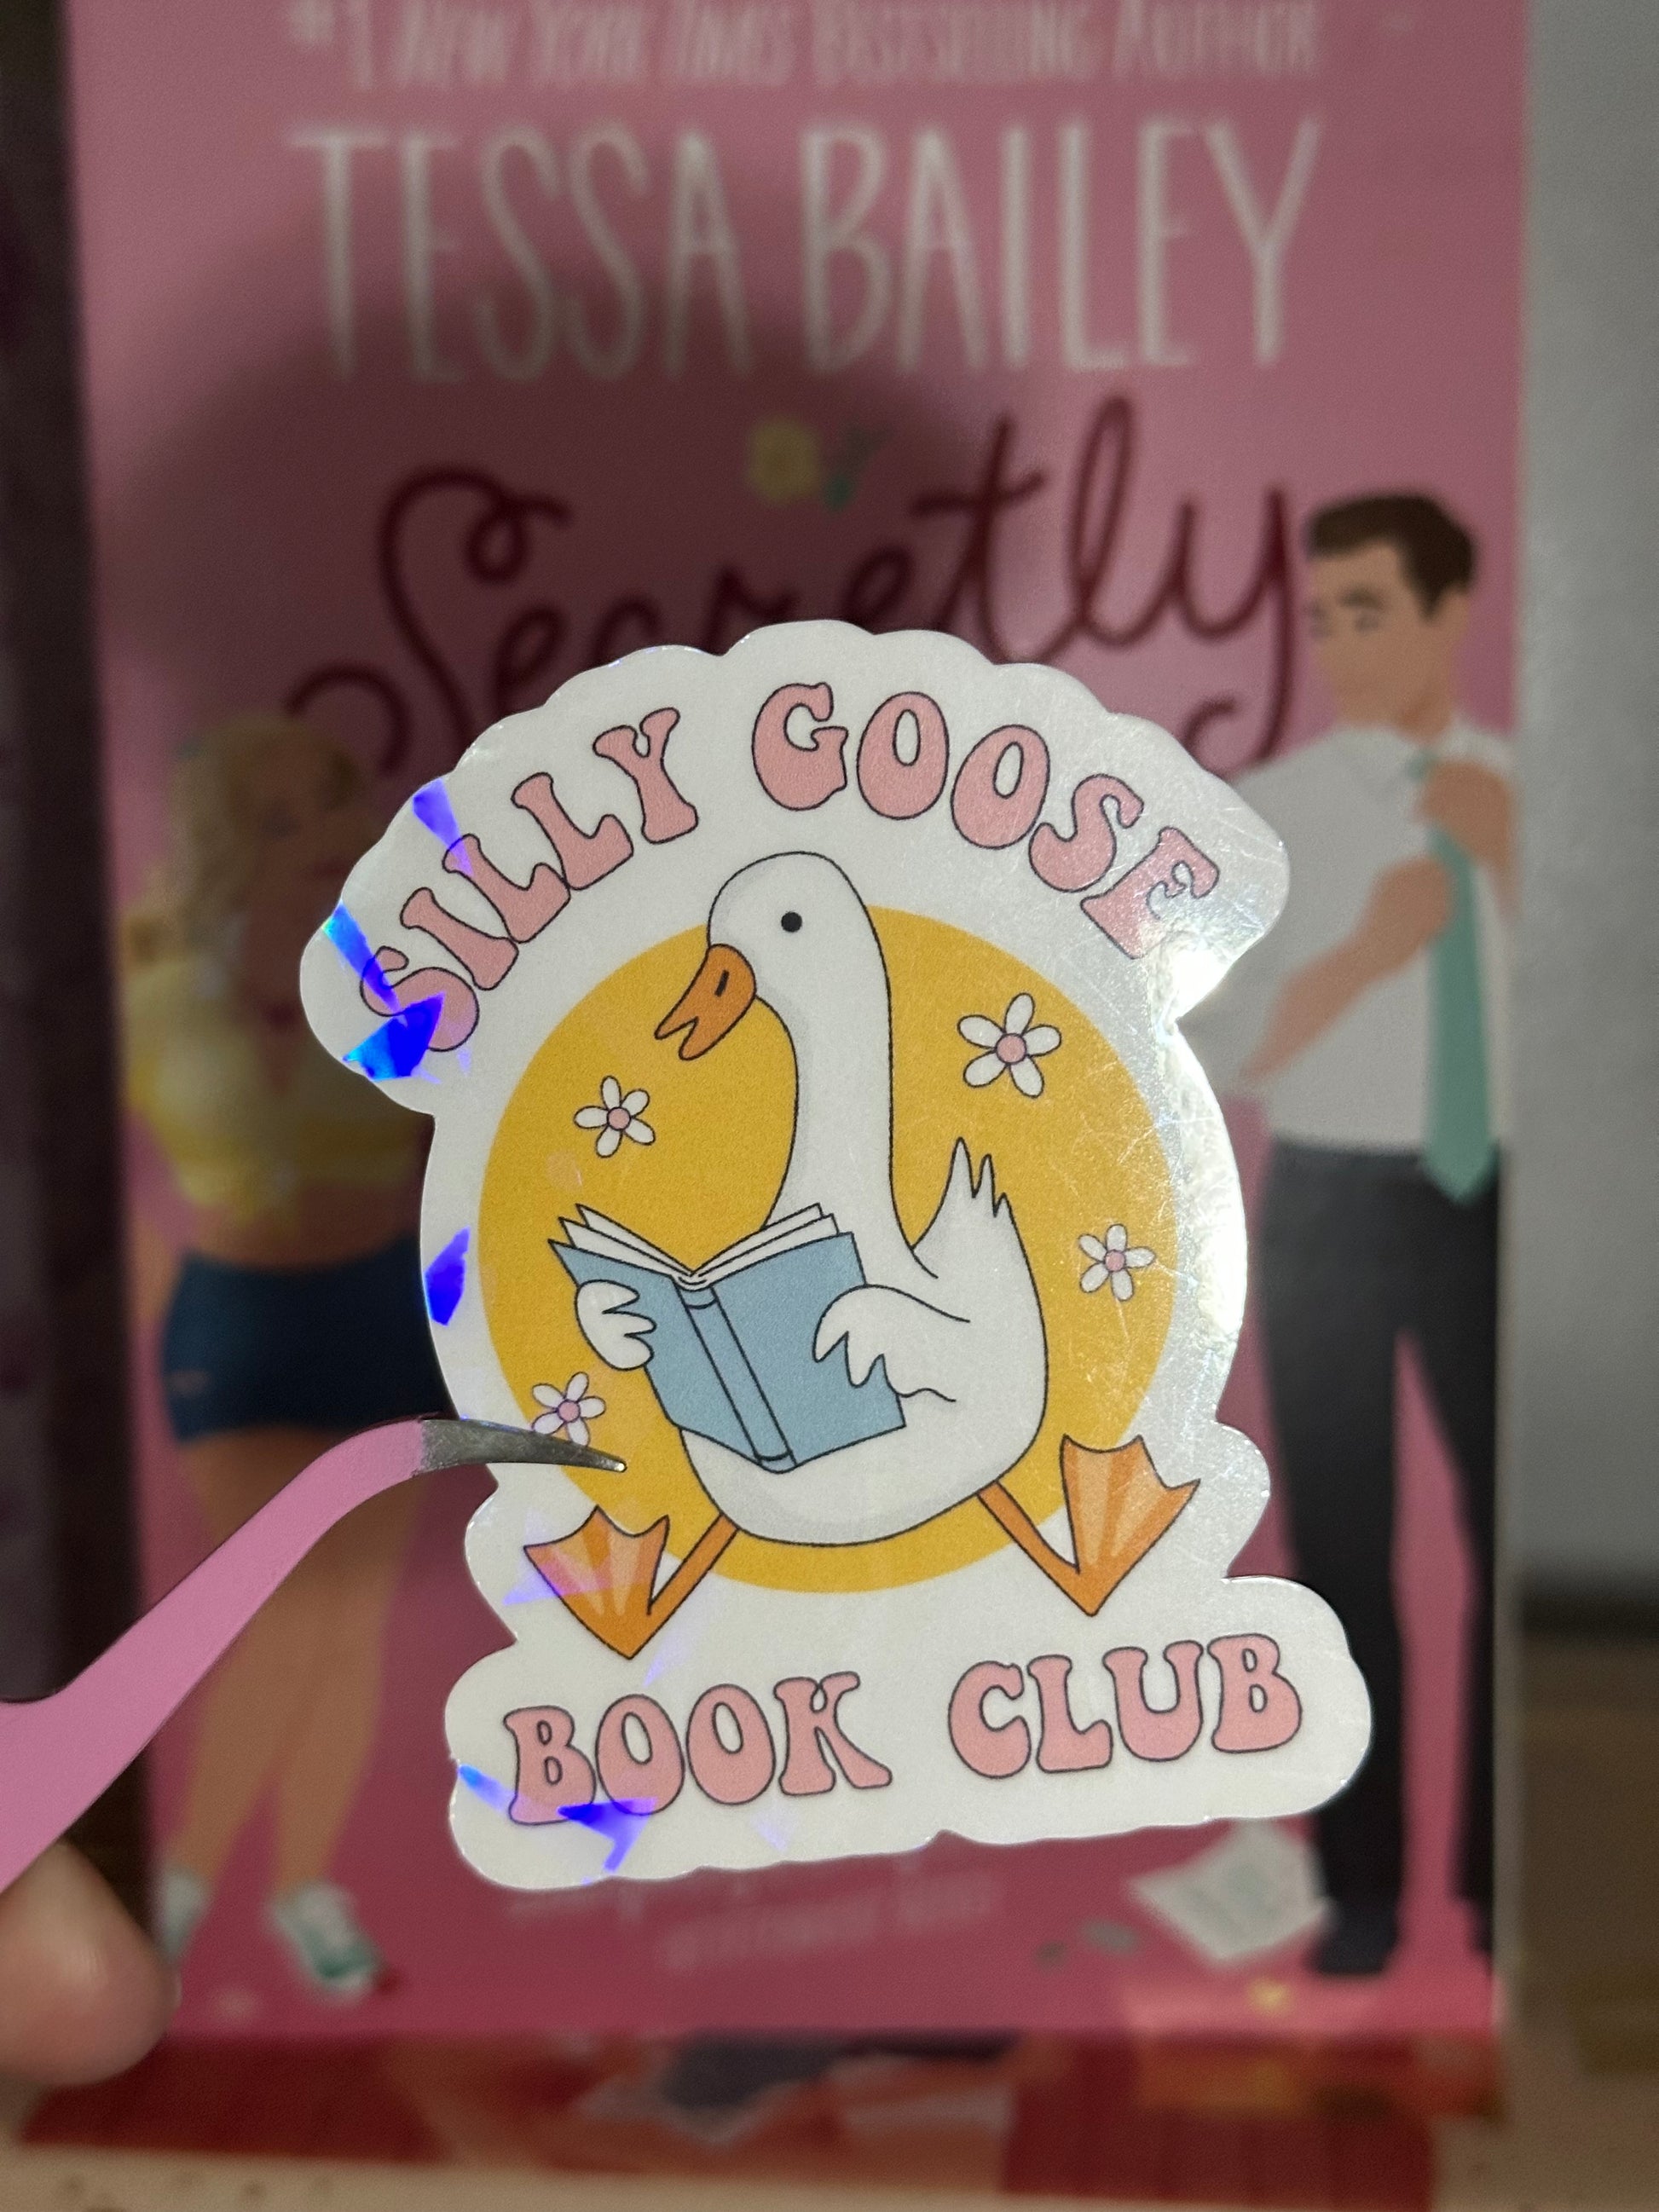 #1 NEW YORK TIMES BESTSELLING AUTHOR
TESSA BAILEY
Secretly
SILLY GOOSE
BOOK CLUB